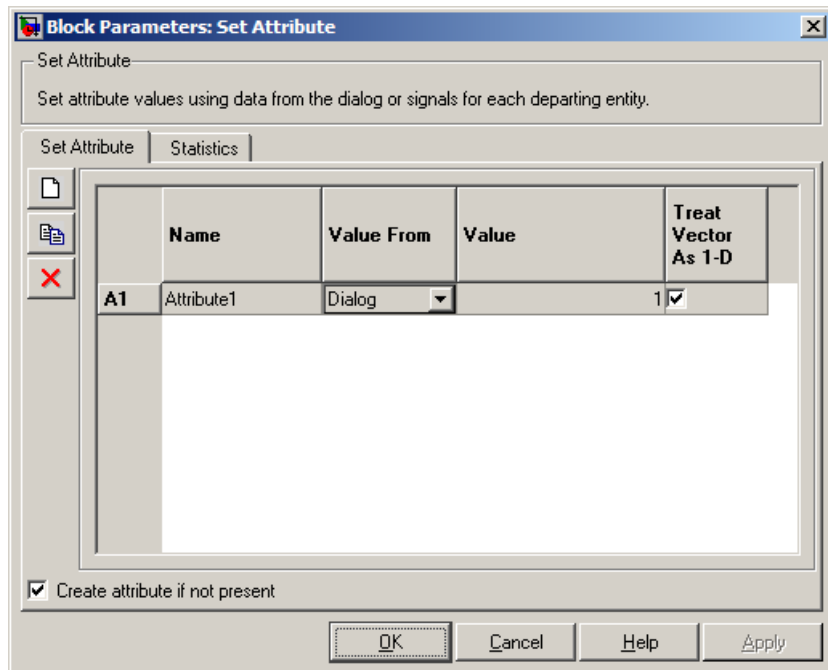 Block Parameters: Set Attribute
Set Attribute
Set attribute values using data from the dialog or signals for each departing entity.
Set Attribute Statistics
Name Value From Value Treat Vector As 1-D
A1 Attribute1 Dialog 1
Create attribute if not present
OK Cancel Help Apply